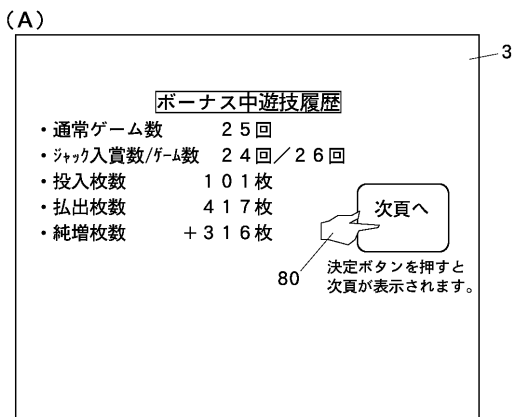 (A)
3
ボーナス中遊技履歴
・通常ゲーム数 25回
・ジャック入賞数/ゲーム数 24回/26回
・投入枚数 101枚
・払出枚数 417枚
・純増枚数 +316枚
次頁へ
80
決定ボタンを押すと
次頁が表示されます。